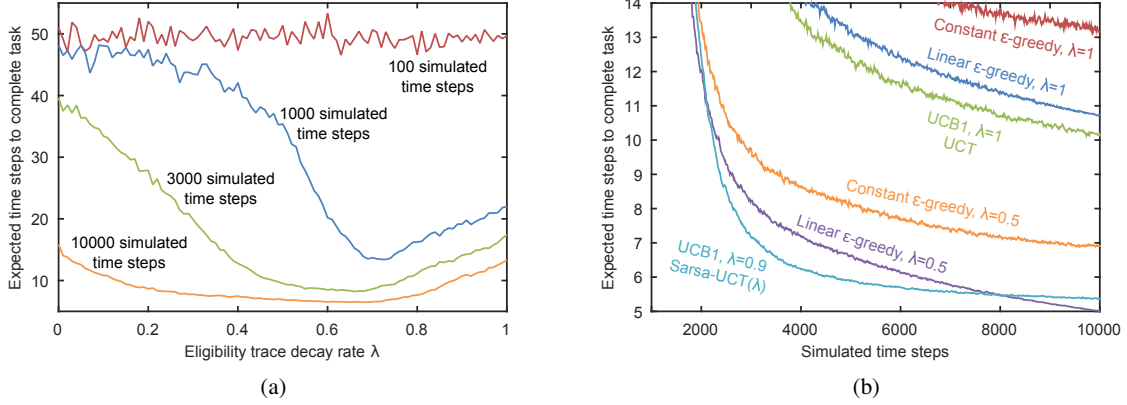 Expected time steps to complete task
50
40
30
20
10
100 simulated
time steps
1000 simulated
time steps
3000 simulated
time steps
10000 simulated
time steps
0
0.2
0.4
0.6
0.8
1
Eligibility trace decay rate λ
(a)
Expected time steps to complete task
14
13
12
11
10
9
8
7
6
5
Constant ε-greedy, λ=1
Linear ε-greedy, λ=1
UCB1, λ=1
UCT
Constant ε-greedy, λ=0.5
Linear ε-greedy, λ=0.5
UCB1, λ=0.9
Sarsa-UCT(λ)
2000
4000
6000
8000
10000
Simulated time steps
(b)